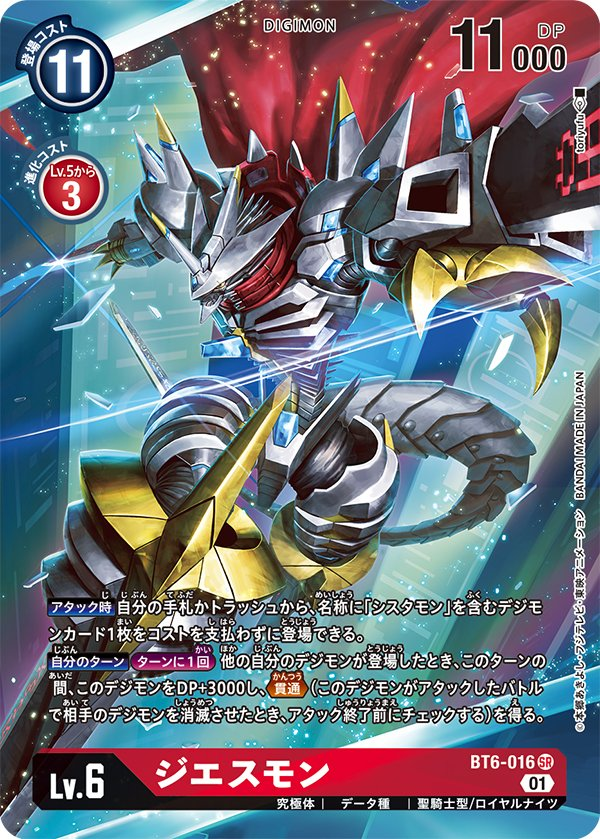 登場コスト
11
DIGIMON
11000
DP
進化コスト
Lv.5から
3
toriyufu
アタック時 自分の手札かトラッシュから、名称に「シスタモン」を含むデジモ
ンカード1枚をコストを支払わずに登場できる。
自分のターン ターンに1回 他の自分のデジモンが登場したとき、このターンの
間、このデジモンをDP+3000し、貫通(このデジモンがアタックしたバトル
で相手のデジモンを消滅させたとき、アタック終了前にチェックする)を得る。
©本郷あきよし・フジテレビ・東映アニメーション BANDAI MADE IN JAPAN
BT6-016 SR
01
Lv.6
ジエスモン
究極体 | データ種 | 聖騎士型/ロイヤルナイツ